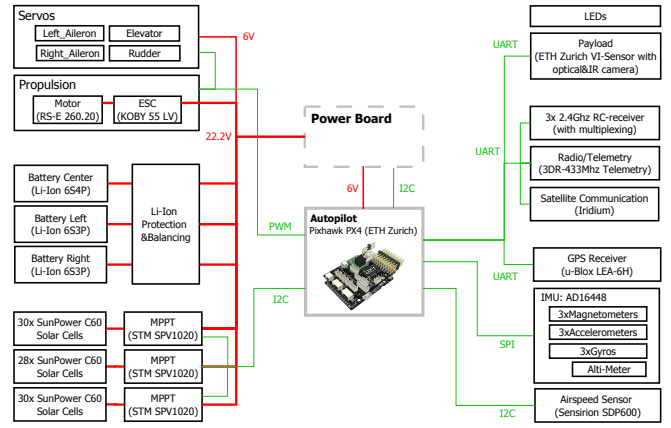 Servos
Left_Aileron
Elevator
Right_Aileron
Rudder
6V
Propulsion
Motor
(RS-E 260.20)
ESC
(KOBY 55 LV)
22.2V
Battery Center
(Li-Ion 6S4P)
Battery Left
(Li-Ion 6S3P)
Battery Right
(Li-Ion 6S3P)
Li-Ion
Protection
&Balancing
30x SunPower C60
Solar Cells
MPPT
(STM SPV1020)
28x SunPower C60
Solar Cells
MPPT
(STM SPV1020)
30x SunPower C60
Solar Cells
MPPT
(STM SPV1020)
Power Board
6V
I2C
PWM
I2C
Autopilot
Pixhawk PX4 (ETH Zurich)
UART
UART
UART
SPI
I2C
LEDs
Payload
(ETH Zurich VI-Sensor with
optical&IR camera)
3x 2.4Ghz RC-receiver
(with multiplexing)
Radio/Telemetry
(3DR-433Mhz Telemetry)
Satellite Communication
(Iridium)
GPS Receiver
(u-Blox LEA-6H)
IMU: AD16448
3xMagnetometers
3xAccelerometers
3xGyros
Alti-Meter
Airspeed Sensor
(Sensirion SDP600)